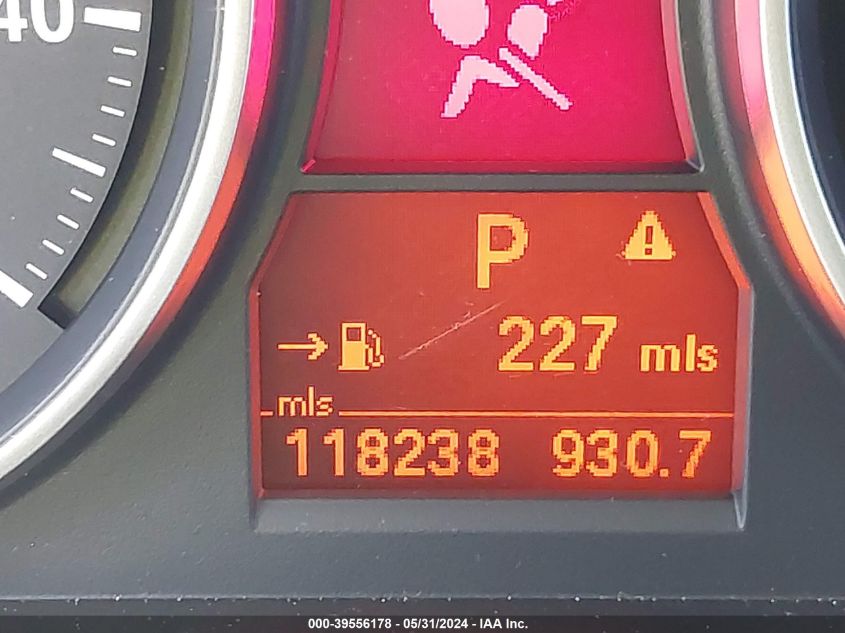 40
P
227 mls
mls
118238 930.7
000-39556178 - 05/31/2024 - IAA Inc.